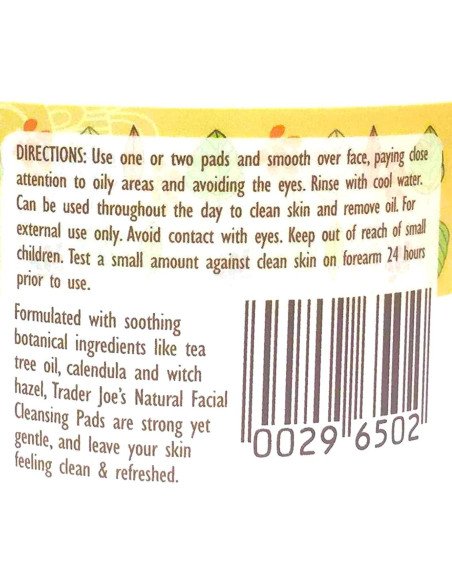 DIRECTIONS: Use one or two pads and smooth over face, paying close
attention to oily areas and avoiding the eyes. Rinse with cool water.
Can be used throughout the day to clean skin and remove oil. For
external use only. Avoid contact with eyes. Keep out of reach of small
children. Test a small amount against clean skin on forearm 24 hours
prior to use.
Formulated with soothing
botanical ingredients like tea
tree oil, calendula and witch
hazel, Trader Joe's Natural Facial
Cleansing Pads are strong yet
gentle, and leave your skin
feeling clean & refreshed.
0029 6502